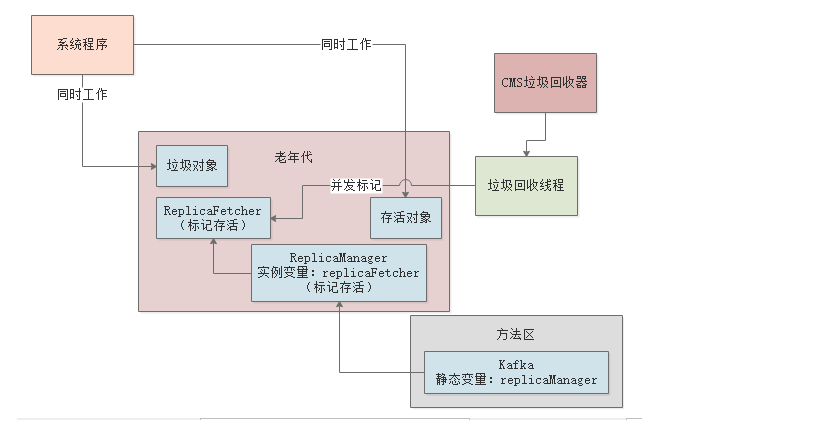 系统程序
同时工作
同时工作
CMS垃圾回收器
老年代
垃圾对象
并发标记
垃圾回收线程
ReplicaFetcher
（标记存活）
存活对象
ReplicaManager
实例变量：replicaFetcher
（标记存活）
方法区
Kafka
静态变量：replicaManager